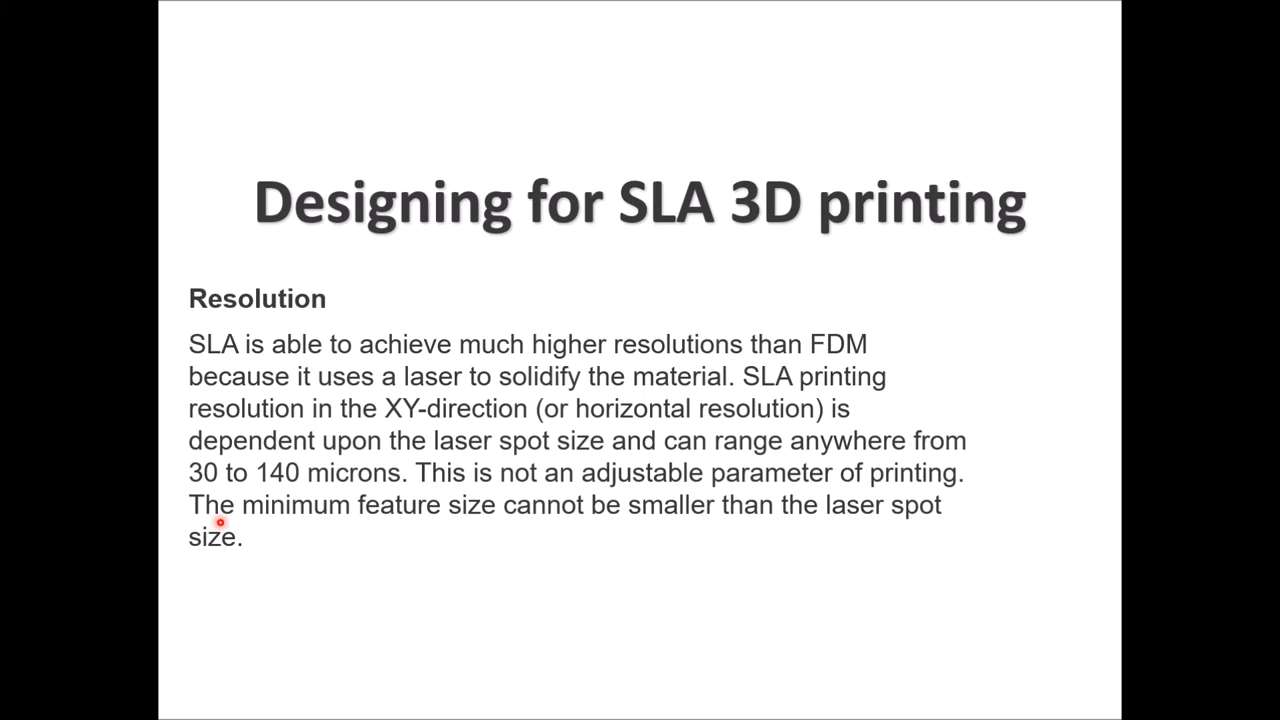 Designing for SLA 3D printing
Resolution
SLA is able to achieve much higher resolutions than FDM
because it uses a laser to solidify the material. SLA printing
resolution in the XY-direction (or horizontal resolution) is
dependent upon the laser spot size and can range anywhere from
30 to 140 microns. This is not an adjustable parameter of printing.
The minimum feature size cannot be smaller than the laser spot
size.